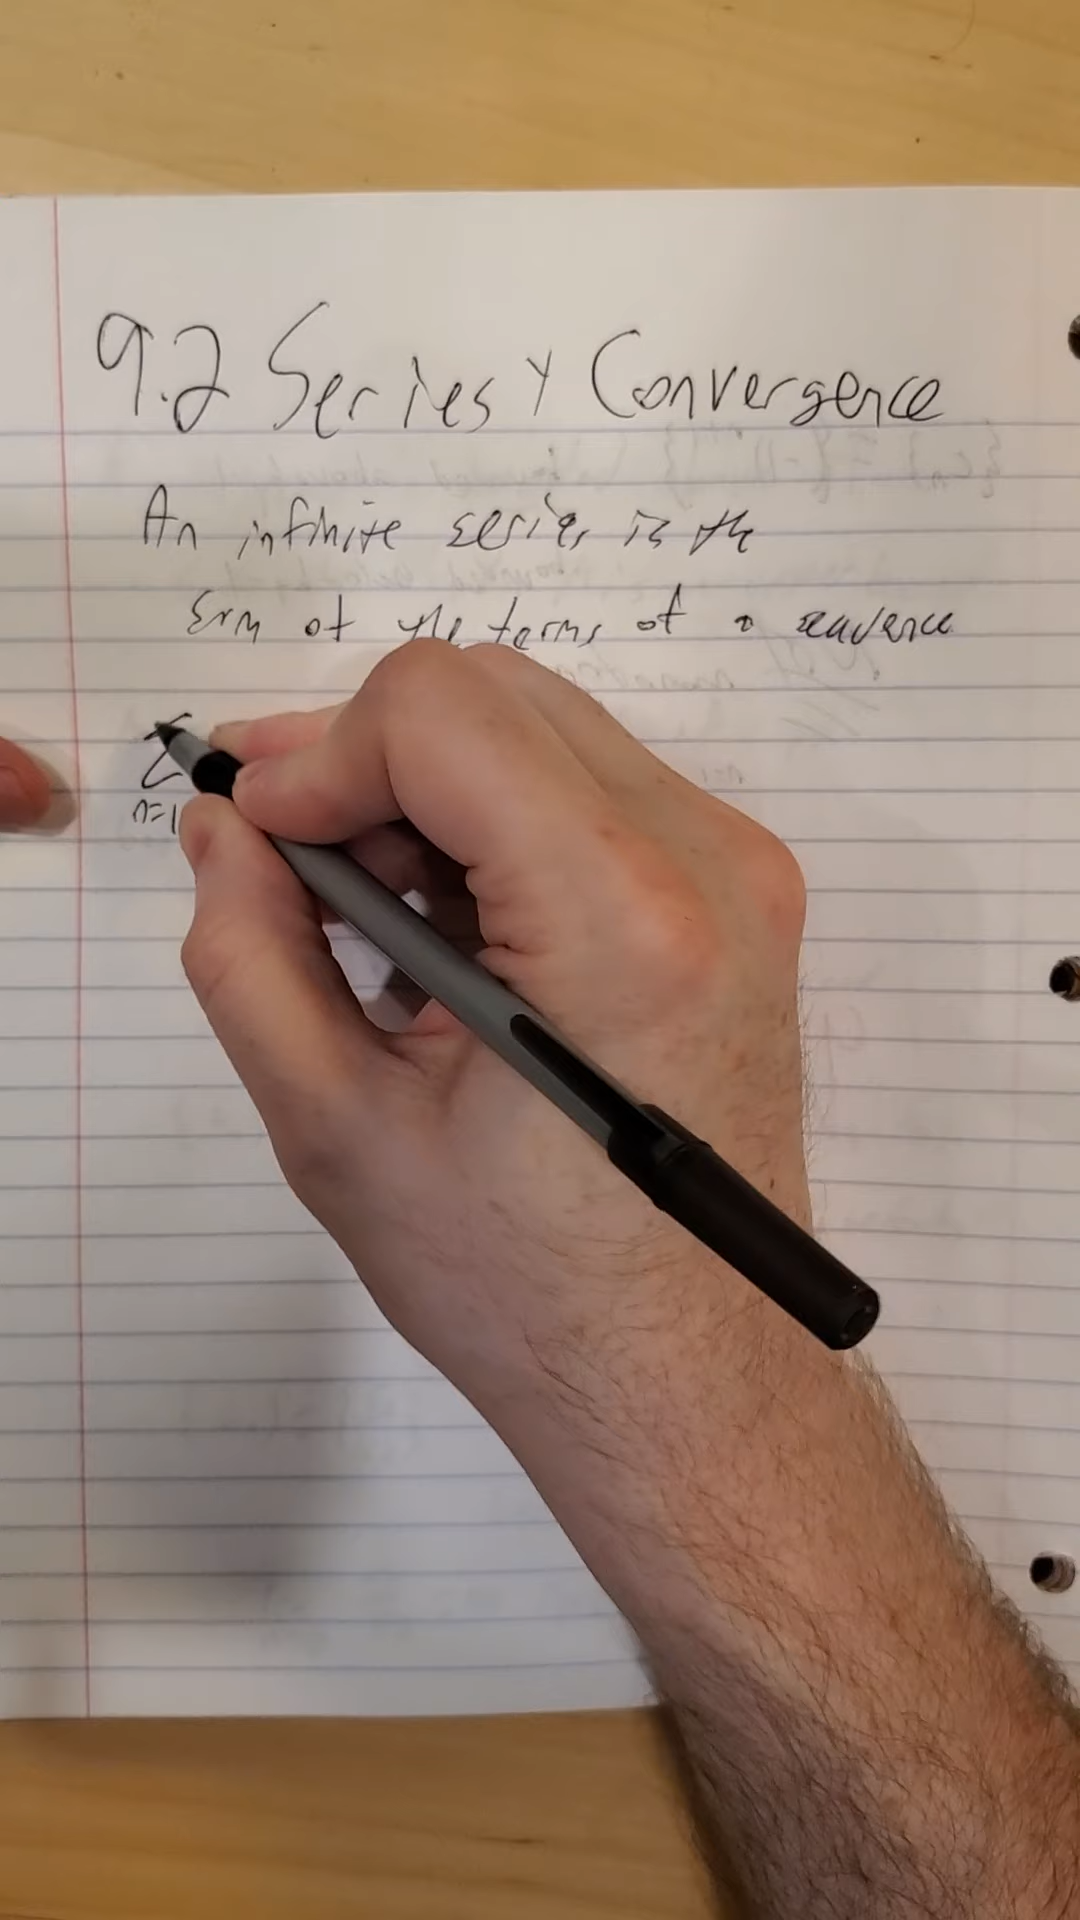 9.2 Series Y Convergence
An infinite series is the
sum of the terms of a sequence
Σ
n=1